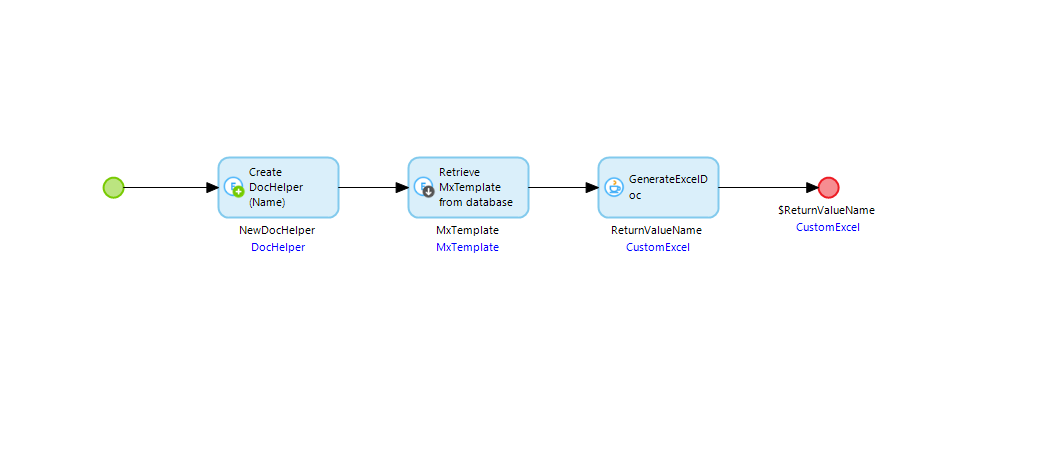 Create
DocHelper
(Name)
NewDocHelper
DocHelper
Retrieve
MxTemplate
from database
MxTemplate
MxTemplate
GenerateExcelD
oc
ReturnValueName
CustomExcel
$ReturnValueName
CustomExcel